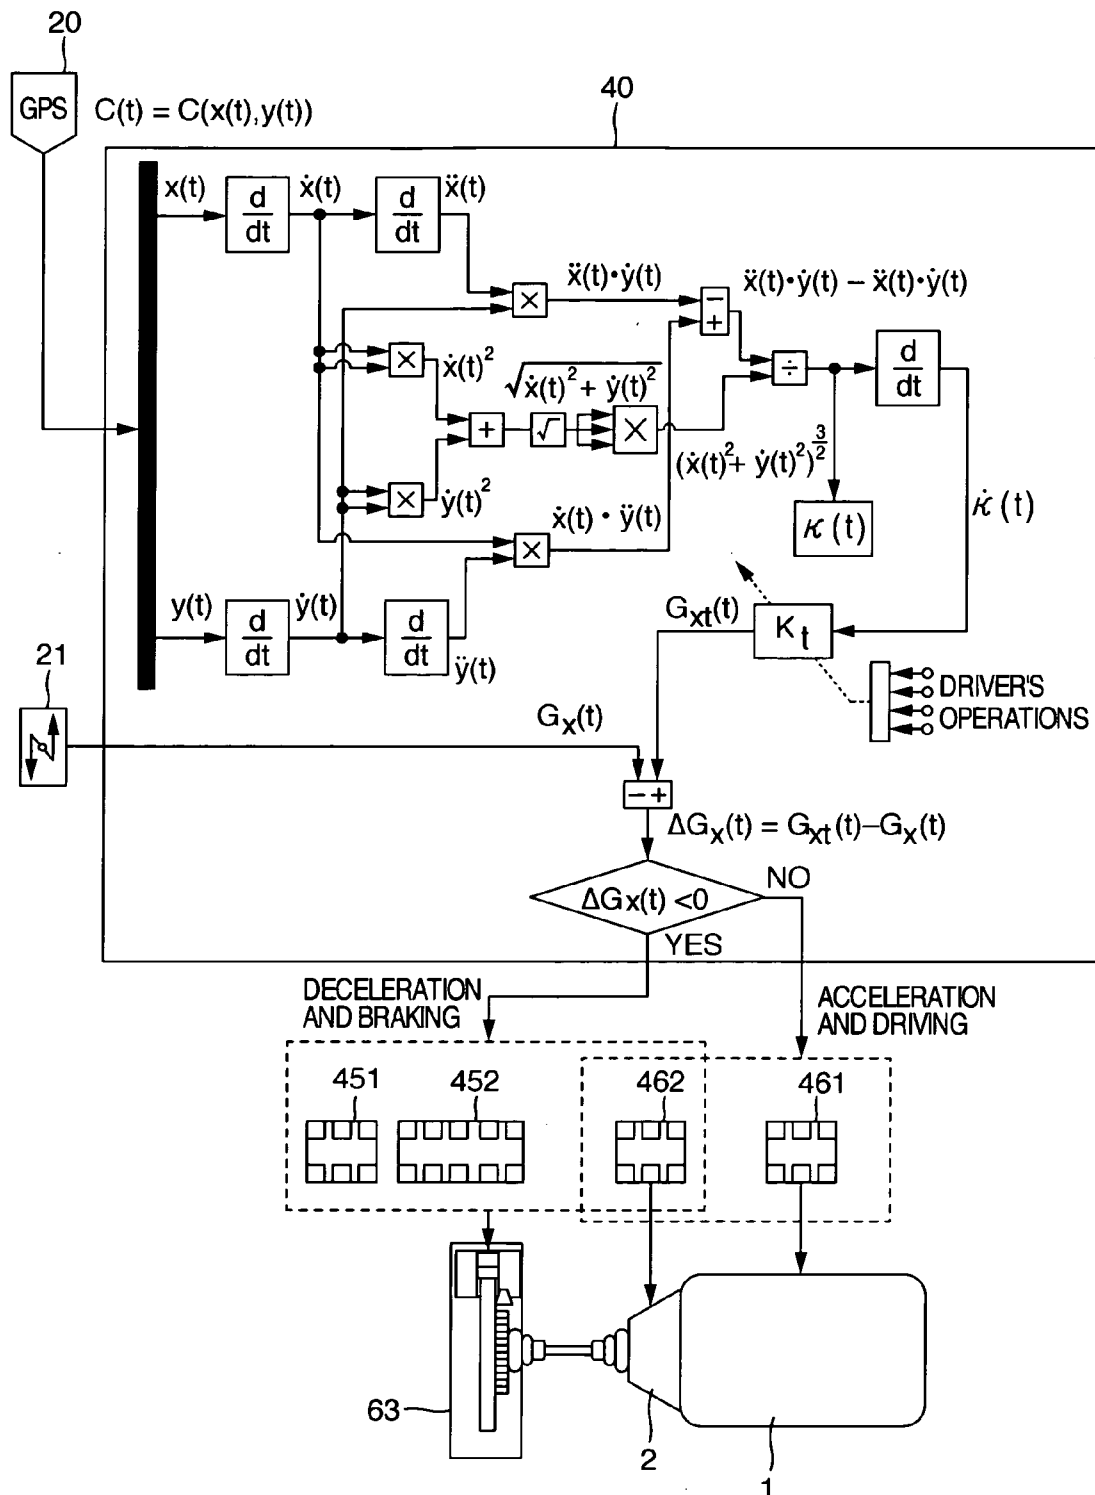 20
GPS
C(t) = C(x(t),y(t))
40
x(t)
d
dt
ẋ(t)
d
dt
ẍ(t)
ẍ(t)•ẏ(t)
×
−
+
ẍ(t)•ẏ(t) − ẍ(t)•ẏ(t)
×
ẋ(t)²
√ẋ(t)² + ẏ(t)²
÷
d
dt
+
√
×
(ẋ(t)²+ ẏ(t)²)^3/2
×
ẏ(t)²
ẋ(t) • ÿ(t)
×
κ (t)
κ̇ (t)
y(t)
d
dt
ẏ(t)
d
dt
ÿ(t)
Gxt(t)
Kt
DRIVER'S
OPERATIONS
21
Gx(t)
− +
ΔGx(t) = Gxt(t)–Gx(t)
ΔGx(t) <0
NO
YES
DECELERATION
AND BRAKING
ACCELERATION
AND DRIVING
451
452
462
461
63
2
1